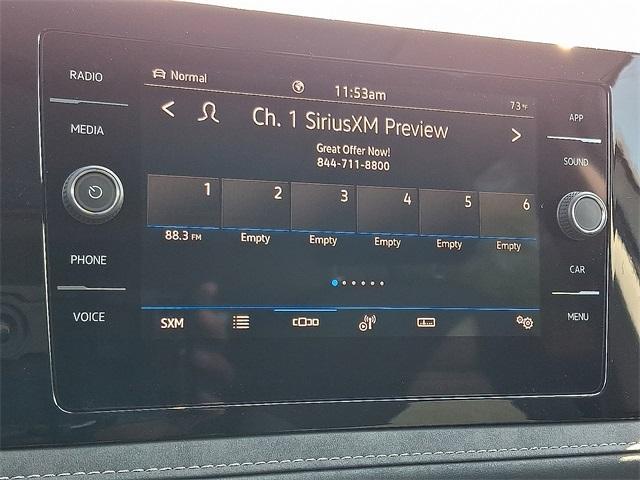 RADIO
MEDIA
PHONE
VOICE
Normal
11:53am
73°F
< Ch. 1 SiriusXM Preview >
Great Offer Now!
844-711-8800
1 2 3 4 5 6
88.3 FM Empty Empty Empty Empty Empty
SXM
APP
SOUND
CAR
MENU